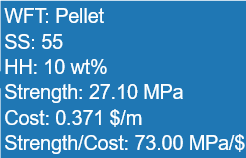 WFT: Pellet
SS: 55
HH: 10 wt%
Strength: 27.10 MPa
Cost: 0.371 $/m
Strength/Cost: 73.00 MPa/$